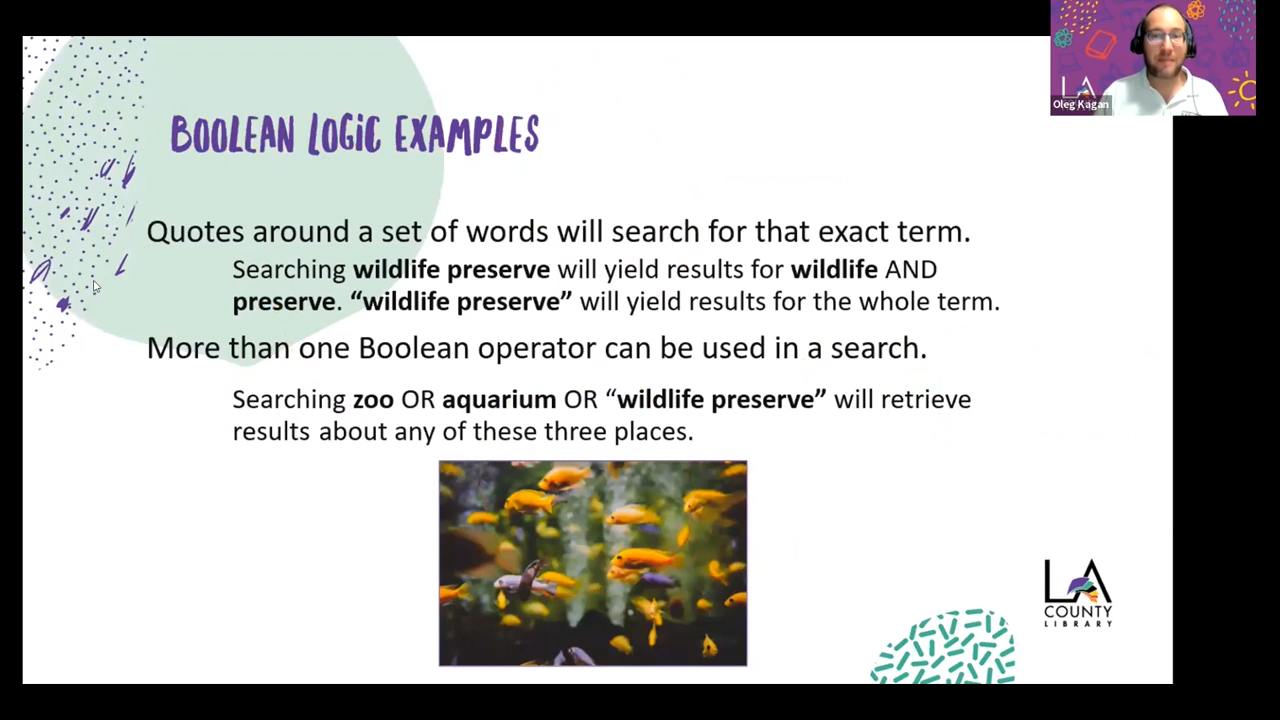 LA
Oleg Kagan
BOOLEAN LOGIC EXAMPLES
Quotes around a set of words will search for that exact term.
Searching wildlife preserve will yield results for wildlife AND
preserve. “wildlife preserve” will yield results for the whole term.
More than one Boolean operator can be used in a search.
Searching zoo OR aquarium OR “wildlife preserve” will retrieve
results about any of these three places.
LA
COUNTY
LIBRARY